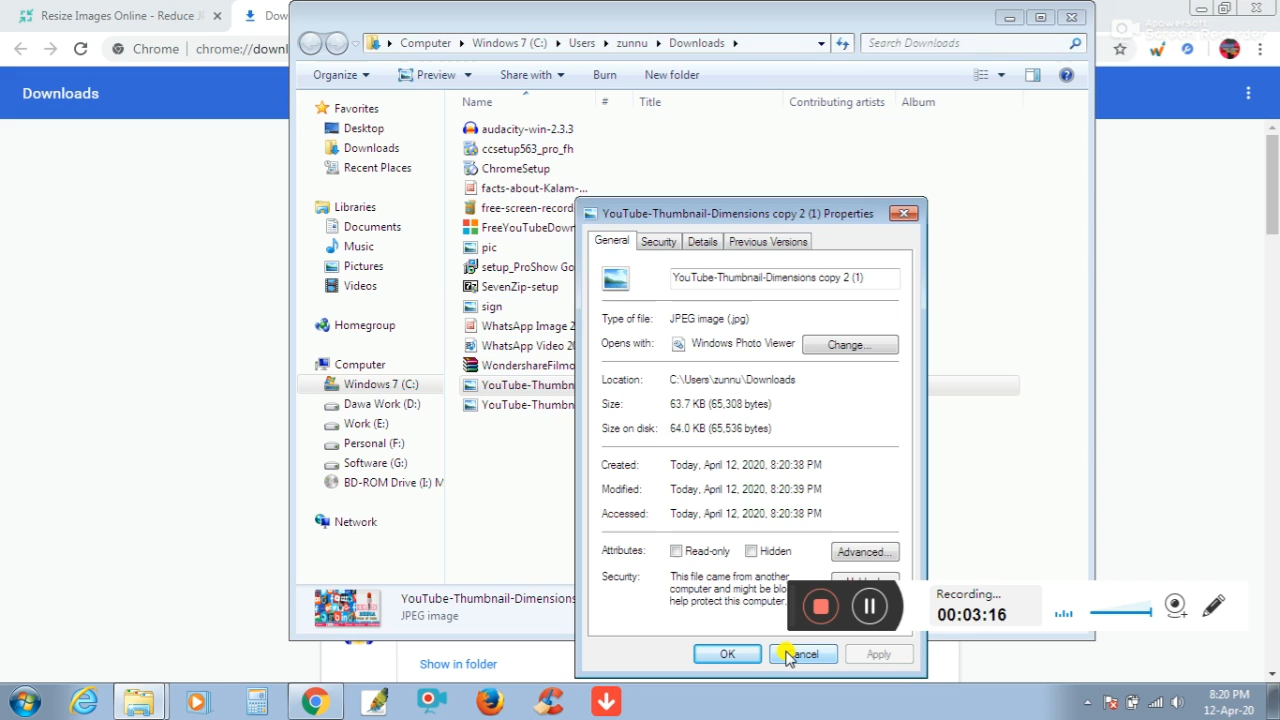 Resize Images Online - Reduce J
Dow
Chrome
chrome://downl
Apowersoft
Screen Recorder
Downloads
Computer
Windows 7 (C:)
Users
zunnu
Downloads
Search Downloads
Organize
Preview
Share with
Burn
New folder
Name
#
Title
Contributing artists
Album
Favorites
Desktop
Downloads
Recent Places
Libraries
Documents
Music
Pictures
Videos
Homegroup
Computer
Windows 7 (C:)
Dawa Work (D:)
Work (E:)
Personal (F:)
Software (G:)
BD-ROM Drive (I:) M
Network
audacity-win-2.3.3
ccsetup563_pro_fh
ChromeSetup
facts-about-Kalam-...
free-screen-record
FreeYouTubeDown
pic
setup_ProShow Go
SevenZip-setup
sign
WhatsApp Image 2
WhatsApp Video 20
WondershareFilmo
YouTube-Thumbn
YouTube-Thumbn
YouTube-Thumbnail-Dimensions copy 2 (1) Properties
General
Security
Details
Previous Versions
YouTube-Thumbnail-Dimensions copy 2 (1)
Type of file: JPEG image (.jpg)
Opens with: Windows Photo Viewer
Change...
Location: C:\Users\zunnu\Downloads
Size: 63.7 KB (65,308 bytes)
Size on disk: 64.0 KB (65,536 bytes)
Created: Today, April 12, 2020, 8:20:38 PM
Modified: Today, April 12, 2020, 8:20:39 PM
Accessed: Today, April 12, 2020, 8:20:38 PM
Attributes:
Read-only
Hidden
Advanced...
Security: This file came from another
computer and might be blo
help protect this computer.
OK
Cancel
Apply
Recording...
00:03:16
YouTube-Thumbnail-Dimensions
JPEG image
Show in folder
8:20 PM
12-Apr-20